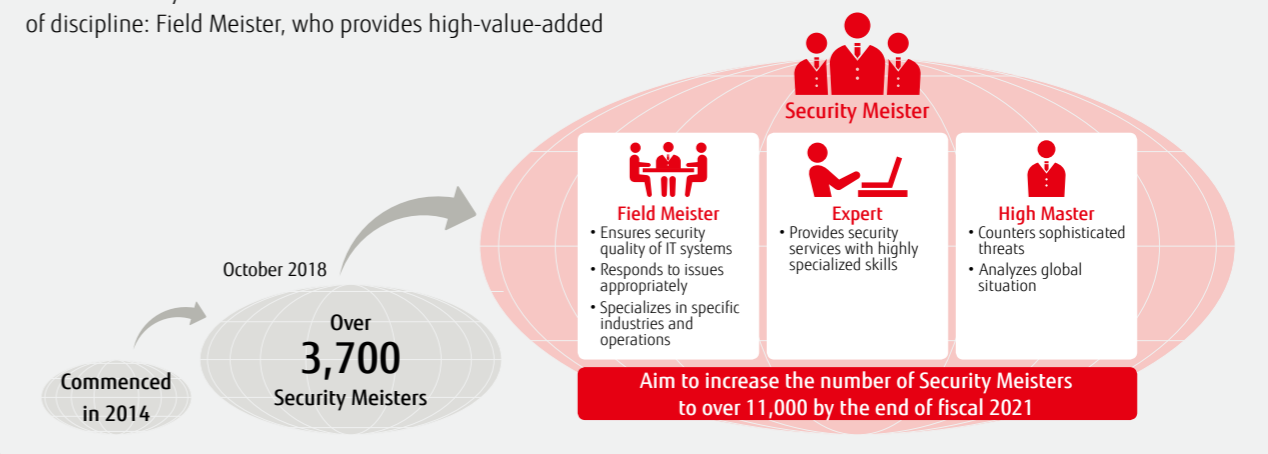 of discipline: Field Meister, who provides high-value-added
Security Meister
Field Meister
• Ensures security
quality of IT systems
• Responds to issues
appropriately
• Specializes in specific
industries and
operations
Expert
• Provides security
services with highly
specialized skills
High Master
• Counters sophisticated
threats
• Analyzes global
situation
October 2018
Over
3,700
Security Meisters
Commenced
in 2014
Aim to increase the number of Security Meisters
to over 11,000 by the end of fiscal 2021